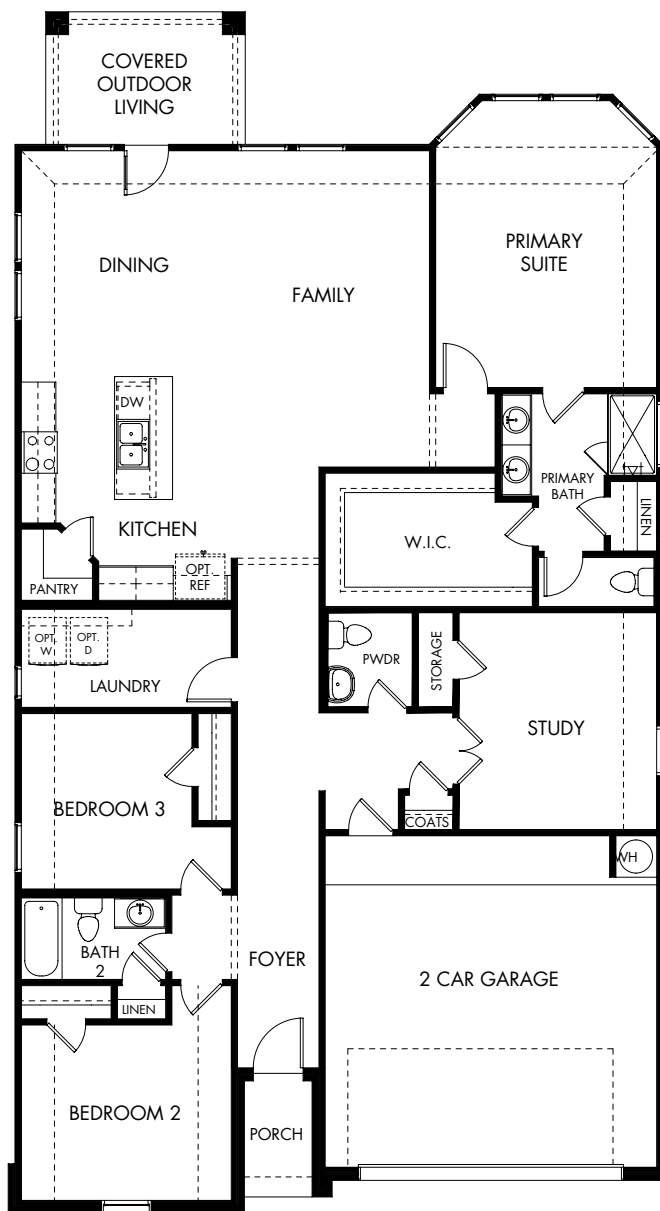 COVERED
OUTDOOR
LIVING
PRIMARY
SUITE
DINING
FAMILY
DW
PRIMARY
BATH
LINEN
KITCHEN
W.I.C.
OPT.
REF
PANTRY
OPT.
W
OPT.
D
LAUNDRY
PWDR
STORAGE
STUDY
BEDROOM 3
COATS
WH
BATH
2
FOYER
2 CAR GARAGE
LINEN
BEDROOM 2
PORCH